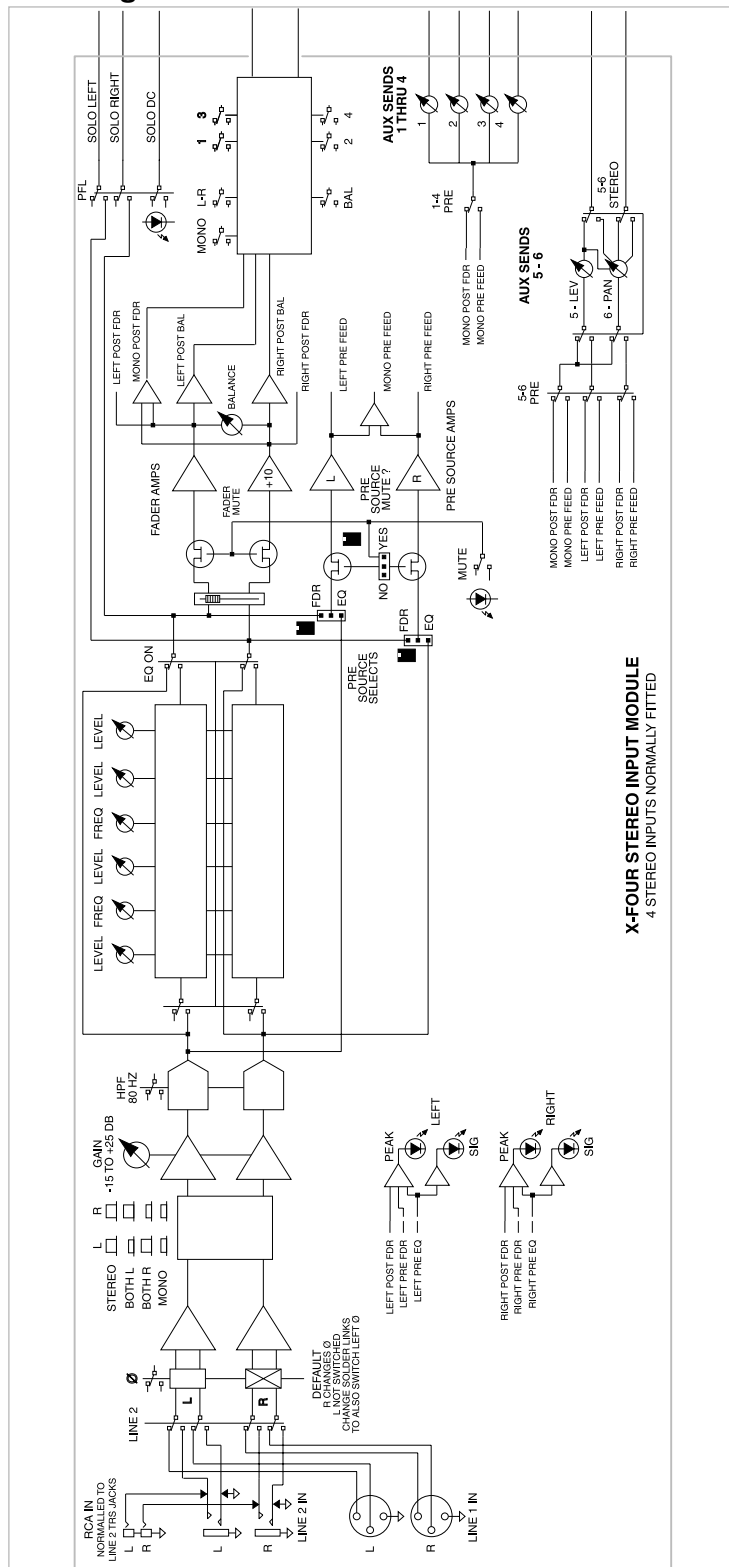 RCA IN
NORMALLED TO
LINE 2 TRS JACKS
L
R
L
R
LINE 2 IN
L
R
LINE 1 IN
LINE 2
Ø
L
R
DEFAULT
R CHANGES Ø
L NOT SWITCHED
CHANGE SOLDER LINKS
TO ALSO SWITCH LEFT Ø
L
R
STEREO
BOTH L
BOTH R
MONO
GAIN
-15 TO +25 DB
HPF
80 HZ
LEVEL
FREQ
LEVEL
FREQ
LEVEL
LEVEL
EQ ON
LEFT POST FDR
LEFT PRE FDR
LEFT PRE EQ
PEAK
LEFT
SIG
RIGHT POST FDR
RIGHT PRE FDR
RIGHT PRE EQ
PEAK
RIGHT
SIG
PRE
SOURCE
SELECTS
FDR
EQ
FDR
EQ
NO
YES
PRE
SOURCE
MUTE ?
MUTE
FADER AMPS
FADER
MUTE
+10
L
R
PRE SOURCE AMPS
BALANCE
LEFT POST FDR
MONO POST FDR
LEFT POST BAL
RIGHT POST BAL
RIGHT POST FDR
LEFT PRE FEED
MONO PRE FEED
RIGHT PRE FEED
PFL
SOLO LEFT
SOLO RIGHT
SOLO DC
MONO
L-R
1
3
BAL
2
4
AUX SENDS
1 THRU 4
1
2
3
4
1-4
PRE
MONO POST FDR
MONO PRE FEED
AUX SENDS
5 - 6
5-6
STEREO
5 - LEV
6 - PAN
5-6
PRE
MONO POST FDR
MONO PRE FEED
LEFT POST FDR
LEFT PRE FEED
RIGHT POST FDR
RIGHT PRE FEED
X-FOUR STEREO INPUT MODULE
4 STEREO INPUTS NORMALLY FITTED